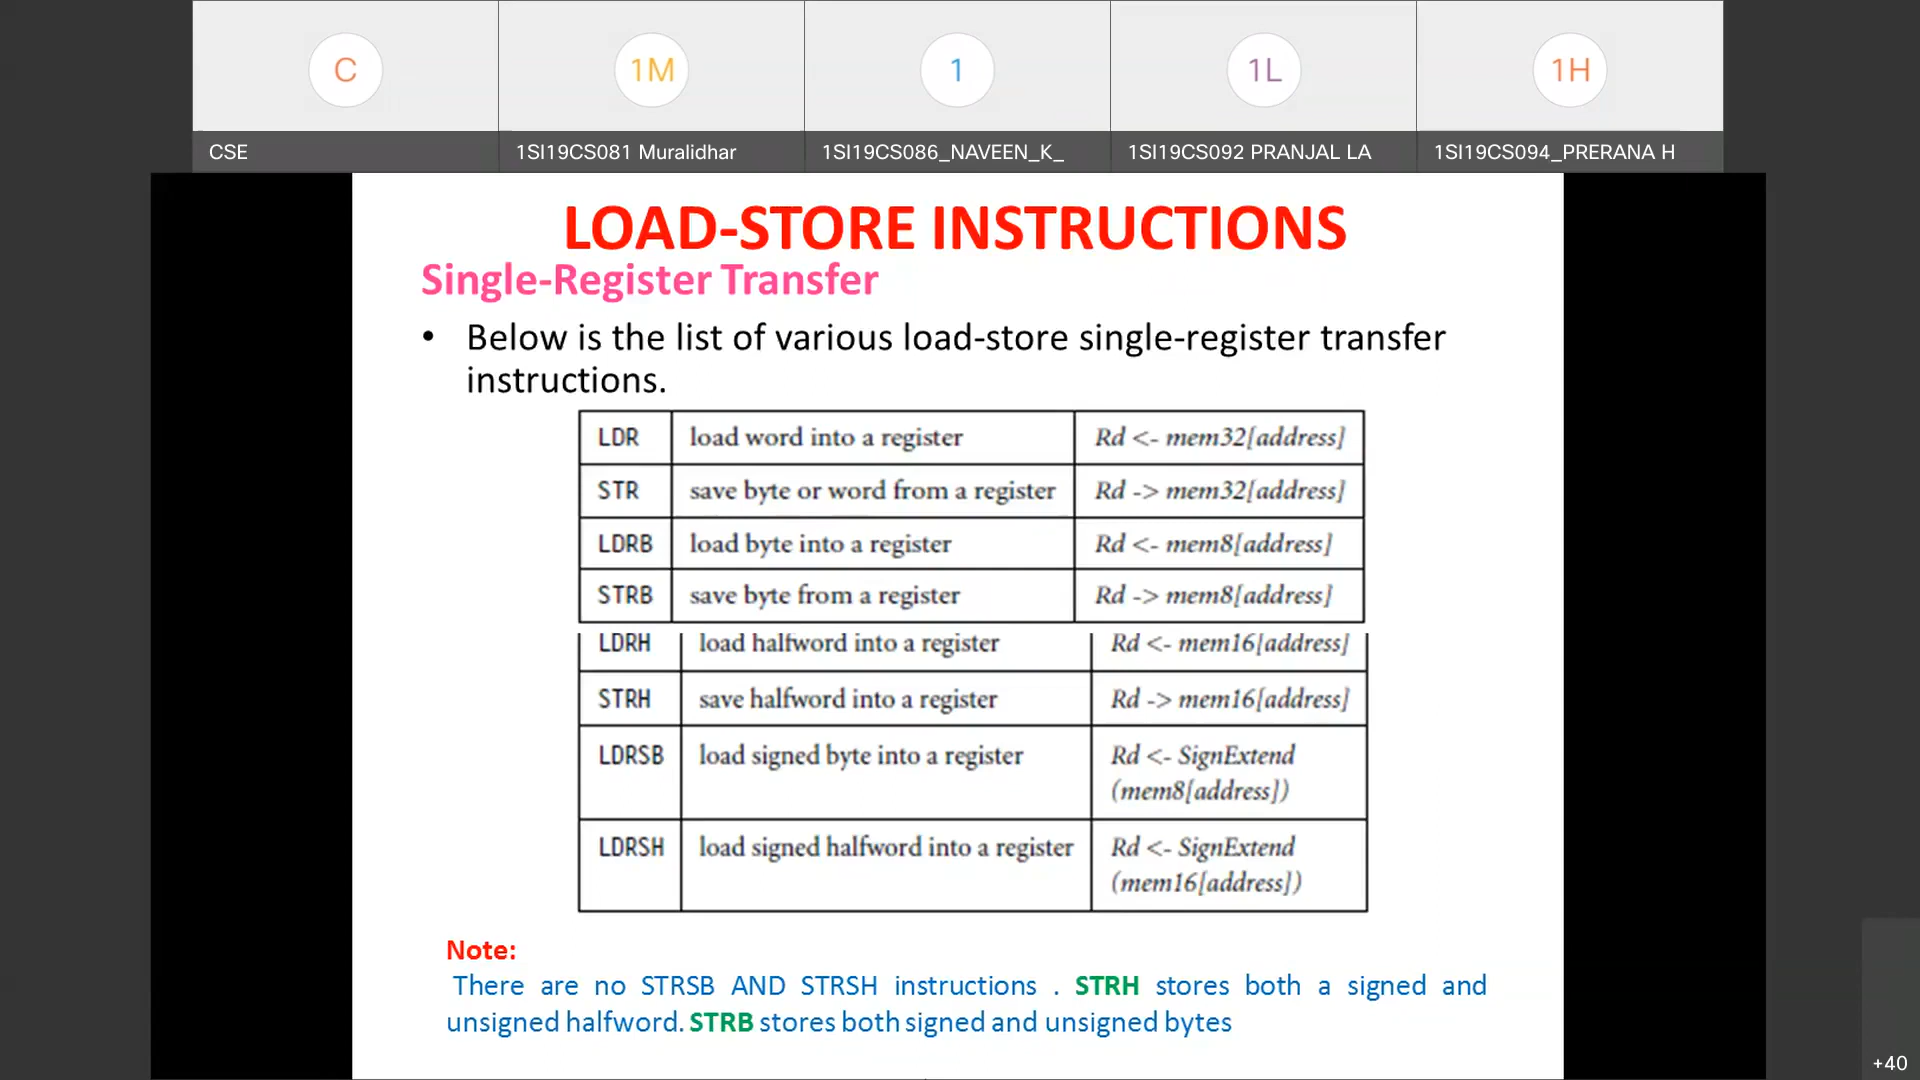 C
1M
1
1L
1H
CSE
1SI19CS081 Muralidhar
1SI19CS086_NAVEEN_K_
1SI19CS092 PRANJAL LA
1SI19CS094_PRERANA H
LOAD-STORE INSTRUCTIONS
Single-Register Transfer
• Below is the list of various load-store single-register transfer
instructions.
LDR load word into a register Rd <- mem32[address]
STR save byte or word from a register Rd -> mem32[address]
LDRB load byte into a register Rd <- mem8[address]
STRB save byte from a register Rd -> mem8[address]
LDRH load halfword into a register Rd <- mem16[address]
STRH save halfword into a register Rd -> mem16[address]
LDRSB load signed byte into a register Rd <- SignExtend
(mem8[address])
LDRSH load signed halfword into a register Rd <- SignExtend
(mem16[address])
Note:
There are no STRSB AND STRSH instructions . STRH stores both a signed and
unsigned halfword. STRB stores both signed and unsigned bytes
+40